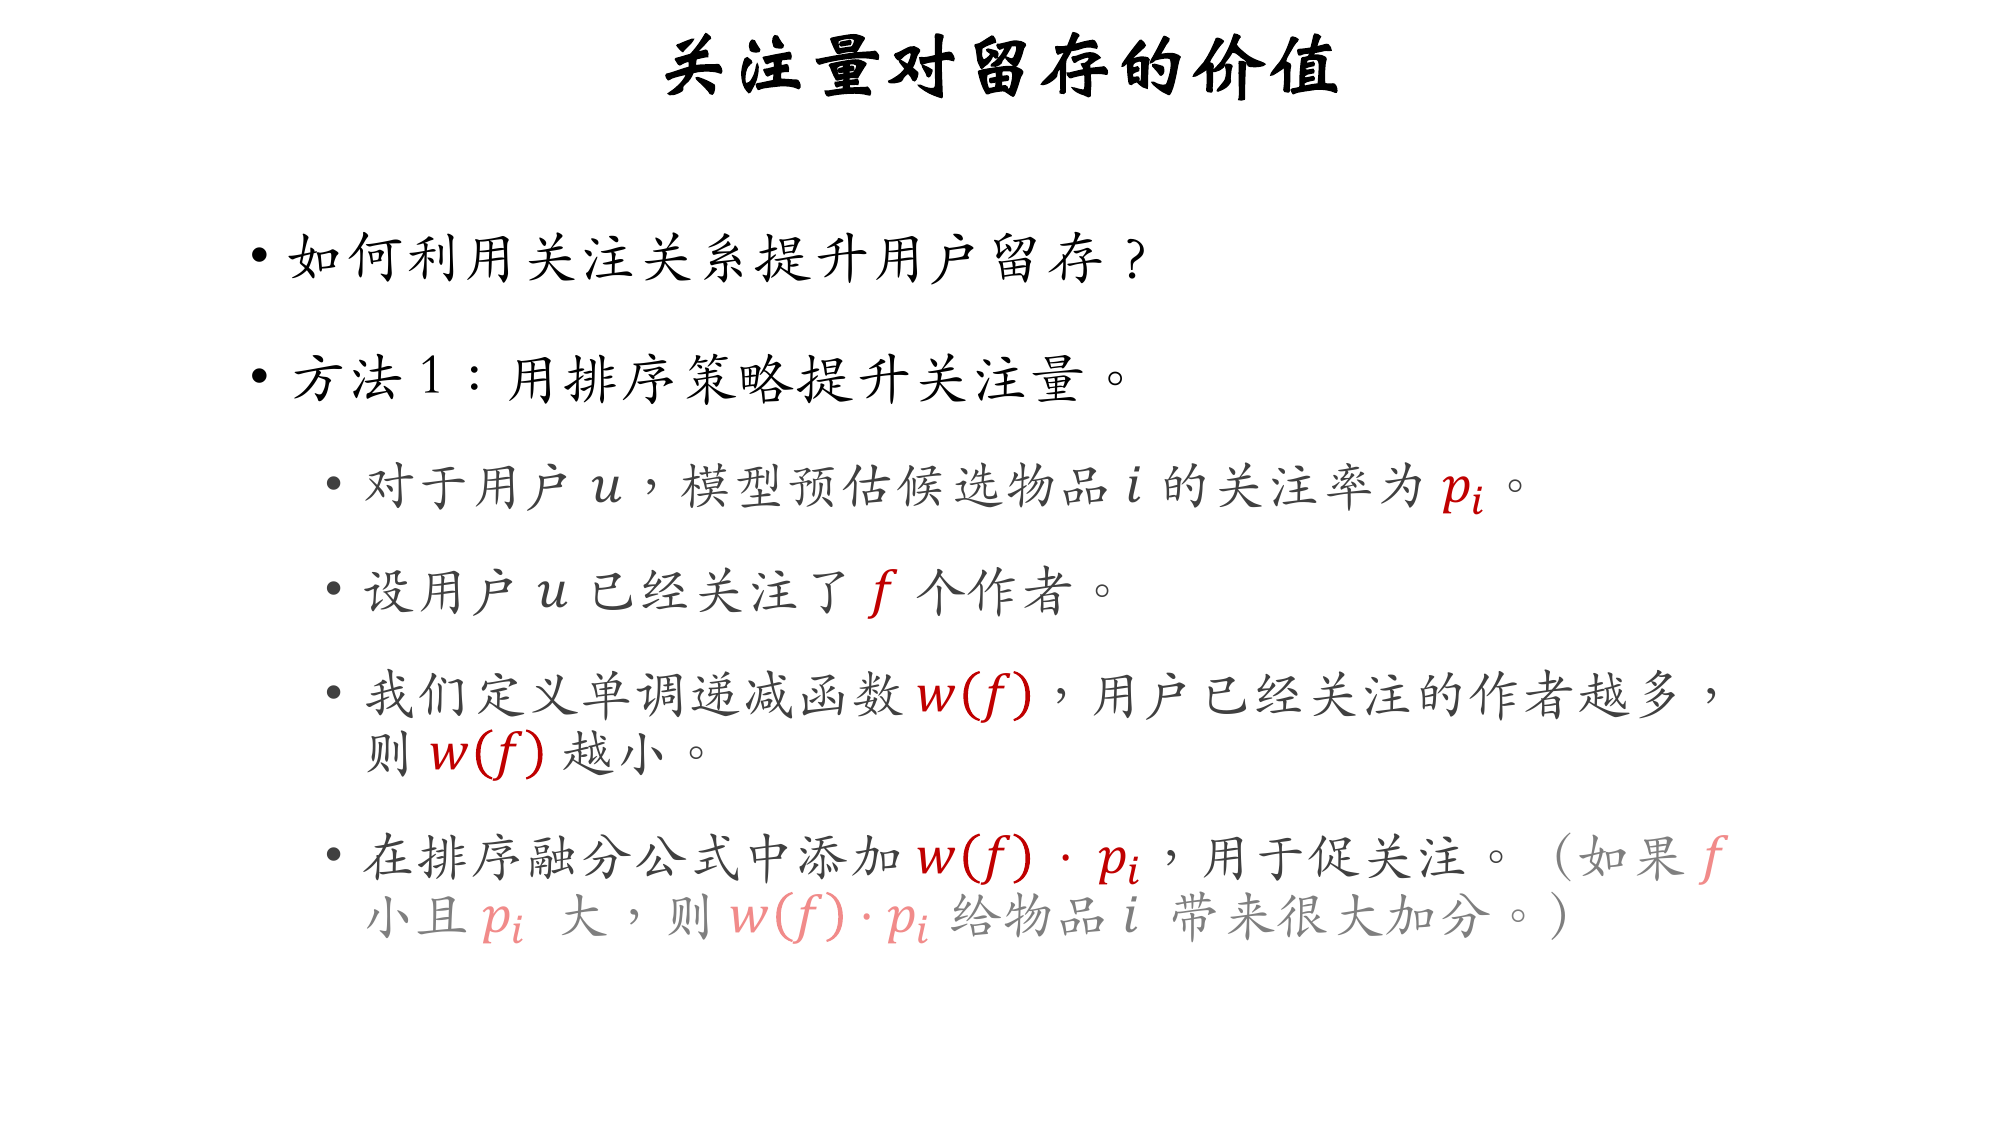 关注量对留存的价值
• 如何利用关注关系提升用户留存？
• 方法1：用排序策略提升关注量。
• 对于用户 u，模型预估候选物品 i 的关注率为 pᵢ。
• 设用户 u 已经关注了 f 个作者。
• 我们定义单调递减函数 w(f)，用户已经关注的作者越多，
则 w(f) 越小。
• 在排序融分公式中添加 w(f) · pᵢ，用于促关注。（如果 f
小且 pᵢ 大，则 w(f) · pᵢ 给物品 i 带来很大加分。）